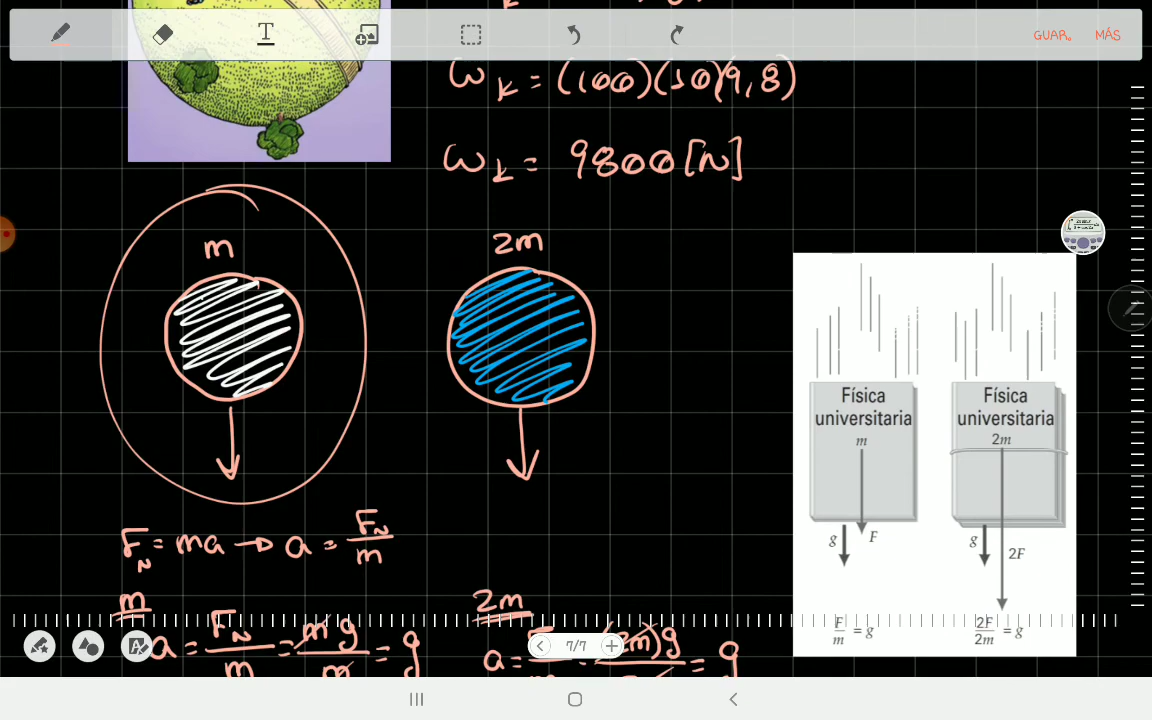 GUAR. MÁS
ω_k = (100)(10)(9,8)
ω_k = 9800 [N]
m
2m
F_N = ma → a = F_N/m
m
2m
a = F_N/m = mg/m = g
(2m)g = g
7/7
Física
universitaria
m
F
g
F/m = g
Física
universitaria
2m
g
2F
2F/2m = g